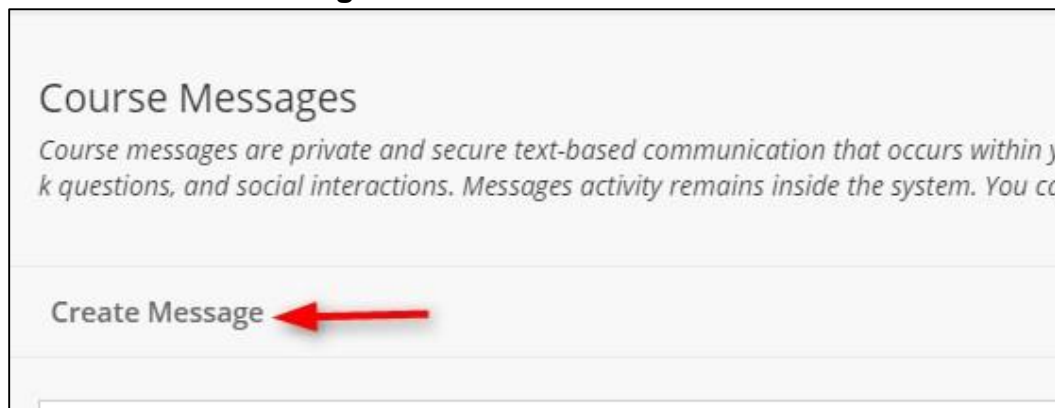 Course Messages
Course messages are private and secure text-based communication that occurs within
k questions, and social interactions. Messages activity remains inside the system. You
Create Message